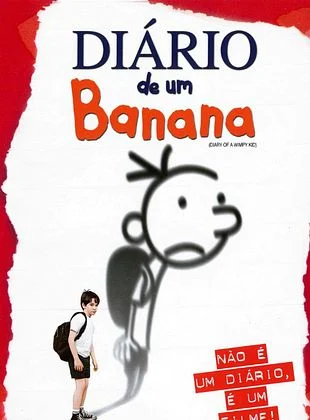 DIÁRIO
de um
Banana
(DIARY OF A WIMPY KID)
NÃO É
UM DIÁRIO,
É UM
FILME!